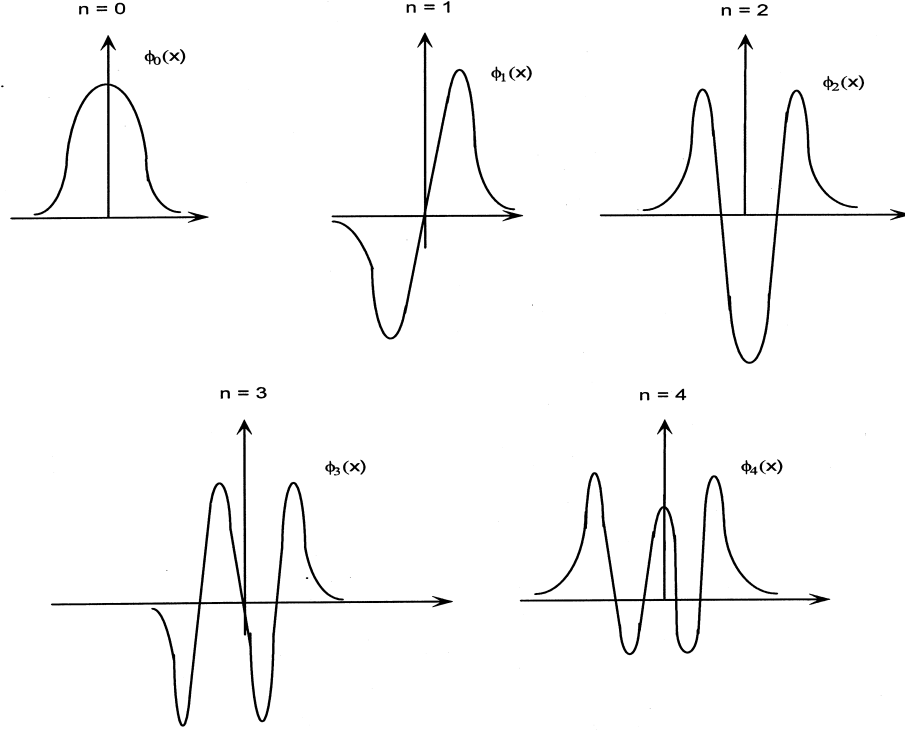 n = 0
n = 1
n = 2
ϕ₀(x)
ϕ₁(x)
ϕ₂(x)
n = 3
n = 4
ϕ₃(x)
ϕ₄(x)